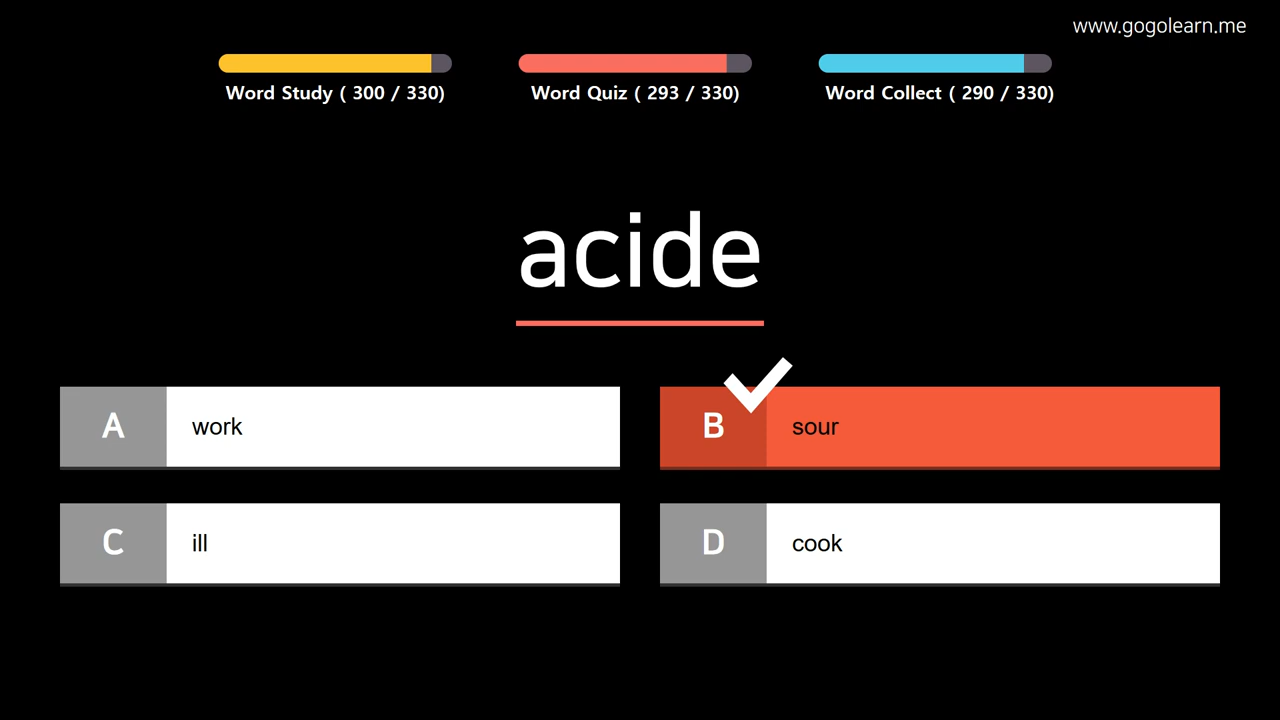 www.gogolearn.me
Word Study ( 300 / 330)
Word Quiz ( 293 / 330)
Word Collect ( 290 / 330)
acide
A work
B sour
C ill
D cook